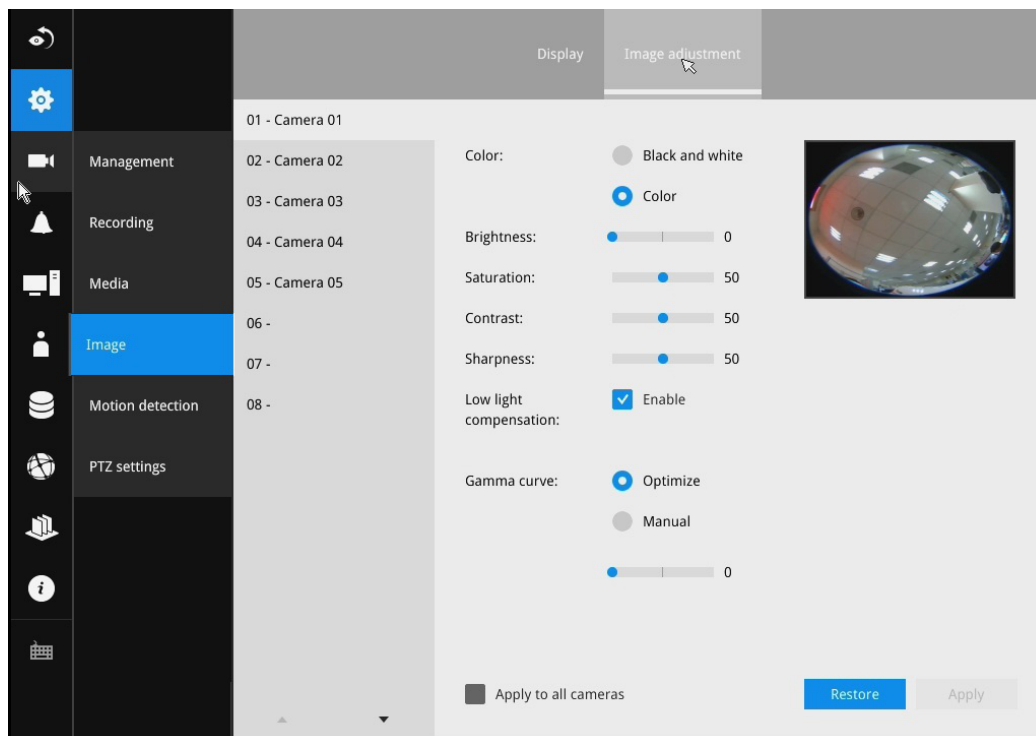 Display
Image adjustment
Management
Recording
Media
Image
Motion detection
PTZ settings
01 - Camera 01
02 - Camera 02
03 - Camera 03
04 - Camera 04
05 - Camera 05
06 -
07 -
08 -
Color:
Black and white
Color
Brightness:
0
Saturation:
50
Contrast:
50
Sharpness:
50
Low light
compensation:
Enable
Gamma curve:
Optimize
Manual
0
Apply to all cameras
Restore
Apply